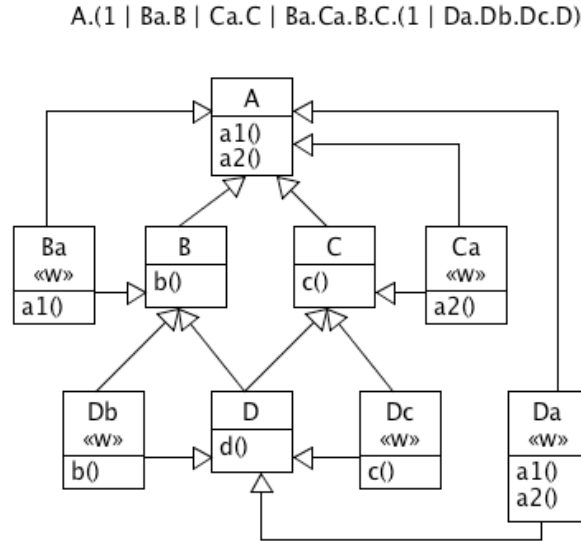 A.(1 | Ba.B | Ca.C | Ba.Ca.B.C.(1 | Da.Db.Dc.D)
A
a1()
a2()
Ba
«w»
a1()
B
b()
C
c()
Ca
«w»
a2()
Db
«w»
b()
D
d()
Dc
«w»
c()
Da
«w»
a1()
a2()